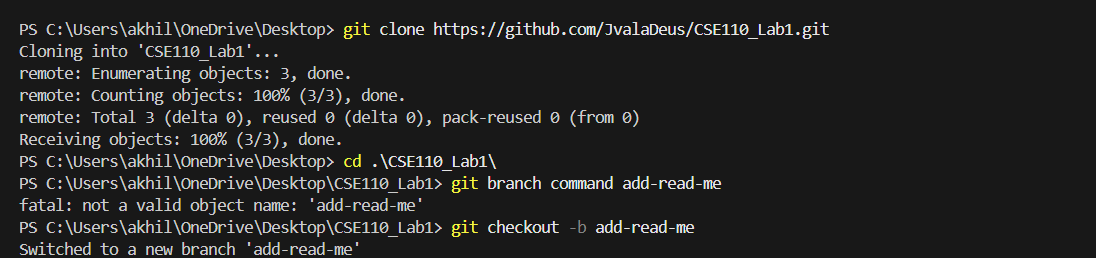 PS C:\Users\akhil\OneDrive\Desktop> git clone https://github.com/JvalaDeus/CSE110_Lab1.git
Cloning into 'CSE110_Lab1'...
remote: Enumerating objects: 3, done.
remote: Counting objects: 100% (3/3), done.
remote: Total 3 (delta 0), reused 0 (delta 0), pack-reused 0 (from 0)
Receiving objects: 100% (3/3), done.
PS C:\Users\akhil\OneDrive\Desktop> cd .\CSE110_Lab1\
PS C:\Users\akhil\OneDrive\Desktop\CSE110_Lab1> git branch command add-read-me
fatal: not a valid object name: 'add-read-me'
PS C:\Users\akhil\OneDrive\Desktop\CSE110_Lab1> git checkout -b add-read-me
Switched to a new branch 'add-read-me'